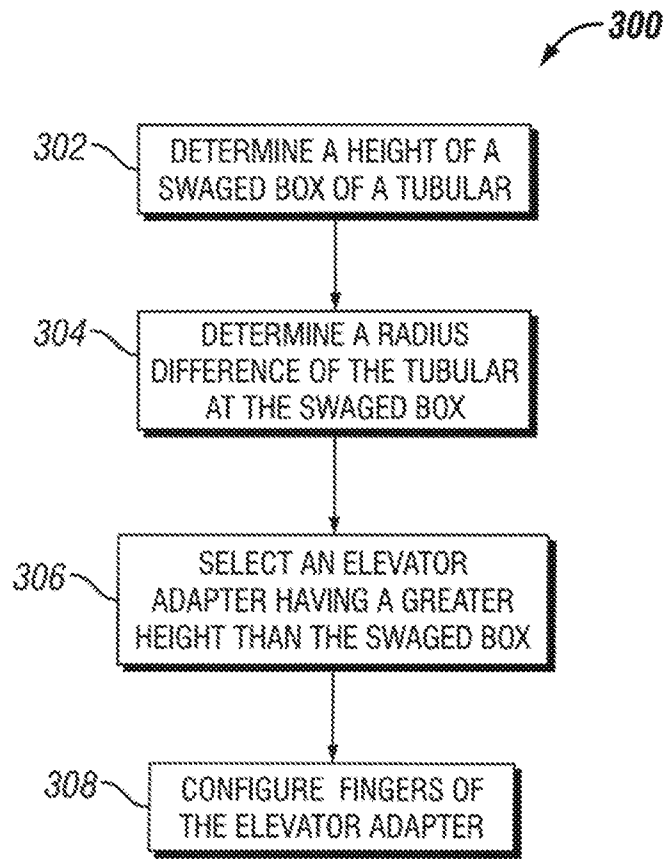 300
302
DETERMINE A HEIGHT OF A
SWAGED BOX OF A TUBULAR
304
DETERMINE A RADIUS
DIFFERENCE OF THE TUBULAR
AT THE SWAGED BOX
306
SELECT AN ELEVATOR
ADAPTER HAVING A GREATER
HEIGHT THAN THE SWAGED BOX
308
CONFIGURE FINGERS OF
THE ELEVATOR ADAPTER